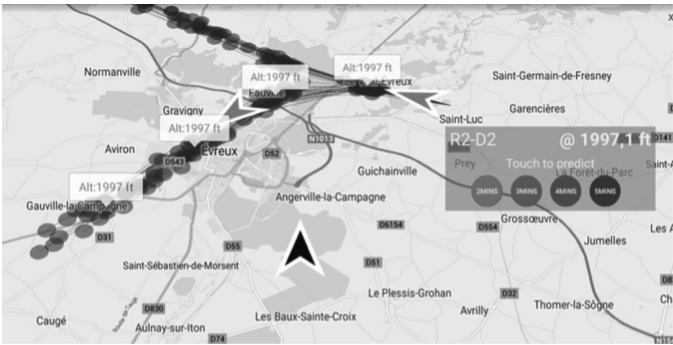 Normanville
Alt:1997 ft
Alt:1997 ft
Saint-Germain-de-Fresney
Gravigny
Garencières
Alt:1997 ft
Saint-Luc
N1013
R2-D2
@ 1997.1 ft
D141
Aviron
D543
Évreux
D52
Prey
Touch to predict
Guichainville
La Forêt-du-Parc
Alt:1997 ft
2MINS
3MINS
4MINS
5MINS
Gauville-la-Campagne
Angerville-la-Campagne
Grossœuvre
D31
D6154
D554
Jumelles
D55
D51
Saint-Sébastien-de-Morsent
Le Plessis-Grohan
D32
Thomer-la-Sôgne
D830
Avrilly
Caugé
Route de Caugé
Aulnay-sur-Iton
Les Baux-Sainte-Croix
D74